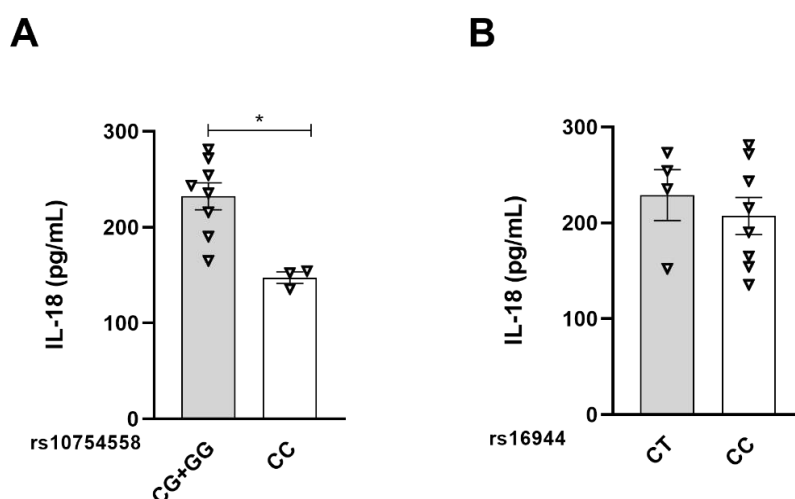 A
IL-18 (pg/mL)
300
200
100
0
*
rs10754558
CG+GG
CC
B
IL-18 (pg/mL)
300
200
100
0
rs16944
CT
CC